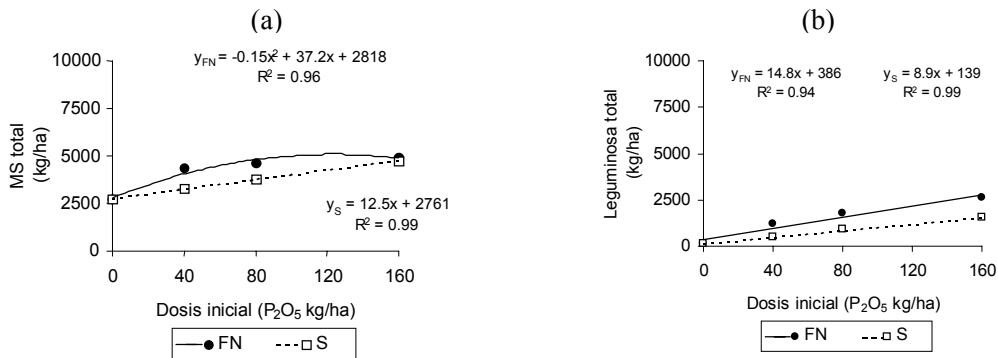 (a)
y_FN = -0.15x² + 37.2x + 2818
R² = 0.96
10000
7500
5000
2500
0
MS total
(kg/ha)
y_S = 12.5x + 2761
R² = 0.99
0 40 80 120 160
Dosis inicial (P₂O₅ kg/ha)
FN S
(b)
y_FN = 14.8x + 386 y_S = 8.9x + 139
R² = 0.94 R² = 0.99
10000
7500
5000
2500
0
Leguminosa total
(kg/ha)
0 40 80 120 160
Dosis inicial (P₂O₅ kg/ha)
FN S